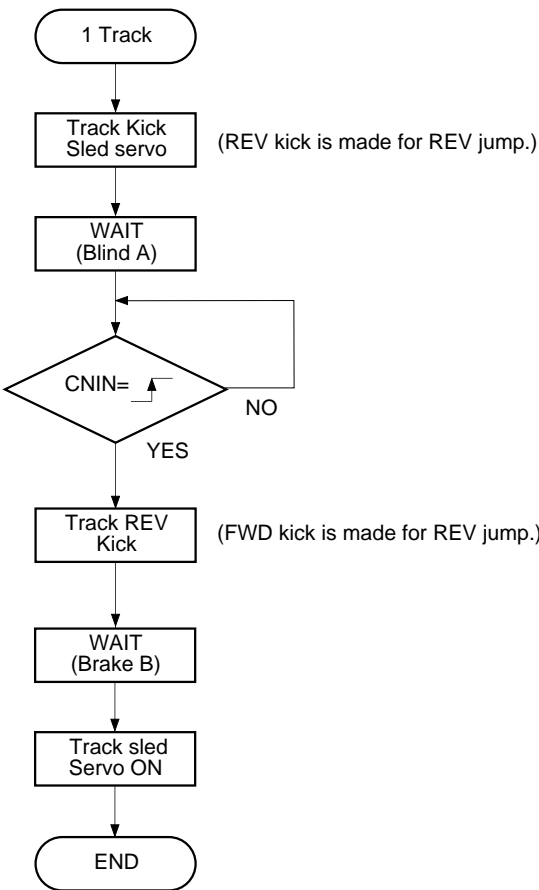 1 Track
Track Kick
Sled servo
(REV kick is made for REV jump.)
WAIT
(Blind A)
CNIN=
NO
YES
Track REV
Kick
(FWD kick is made for REV jump.)
WAIT
(Brake B)
Track sled
Servo ON
END